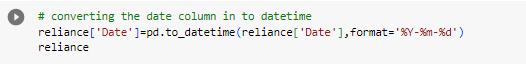 # converting the date column in to datetime
reliance['Date']=pd.to_datetime(reliance['Date'],format='%Y-%m-%d')
reliance